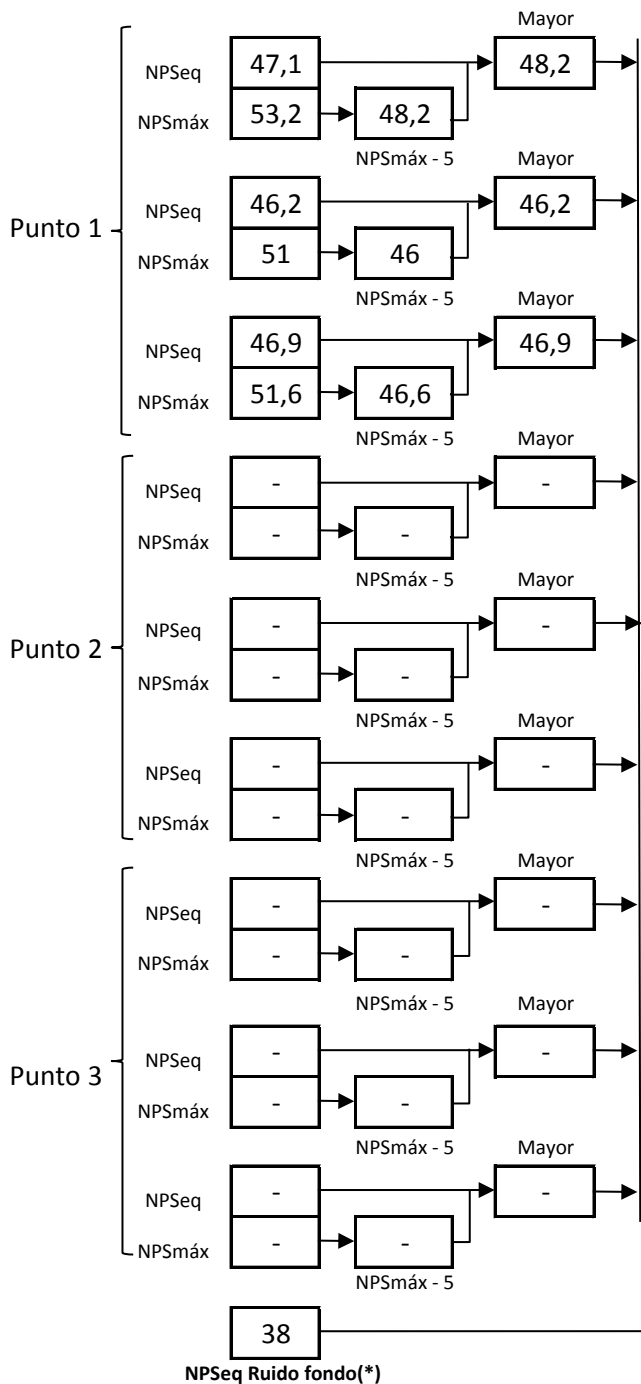 Mayor
NPSeq 47,1 48,2
NPSmáx 53,2 48,2
NPSmáx - 5
Mayor
Punto 1
NPSeq 46,2 46,2
NPSmáx 51 46
NPSmáx - 5
Mayor
NPSeq 46,9 46,9
NPSmáx 51,6 46,6
NPSmáx - 5
Mayor
NPSeq - -
NPSmáx - -
NPSmáx - 5
Mayor
Punto 2
NPSeq - -
NPSmáx - -
NPSmáx - 5
Mayor
NPSeq - -
NPSmáx - -
NPSmáx - 5
Mayor
NPSeq - -
NPSmáx - -
NPSmáx - 5
Mayor
Punto 3
NPSeq - -
NPSmáx - -
NPSmáx - 5
Mayor
NPSeq - -
NPSmáx - -
NPSmáx - 5
38
NPSeq Ruido fondo(*)